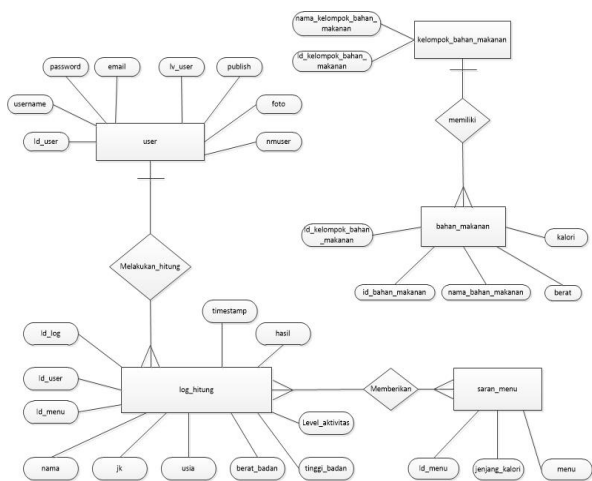 nama_kelompok_bahan_
makanan
kelompok_bahan_makanan
id_kelompok_bahan_
makanan
password
email
lv_user
publish
username
foto
user
Id_user
nmuser
memiliki
Id_kelompok_bahan
_makanan
bahan_makanan
kalori
Melakukan_hitung
id_bahan_makanan
nama_bahan_makanan
berat
timestamp
Id_log
hasil
Id_user
log_hitung
Memberikan
saran_menu
Id_menu
Level_aktivitas
nama
jk
usia
berat_badan
tinggi_badan
Id_menu
jenjang_kalori
menu